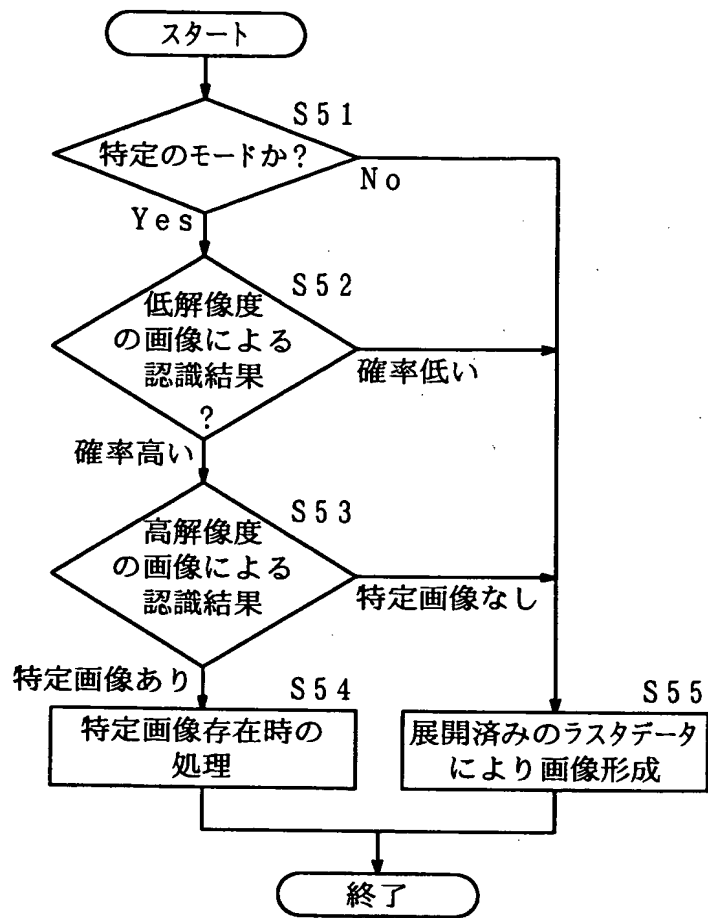 スタート
S51
特定のモードか?
No
Yes
S52
低解像度
の画像による
認識結果
?
確率低い
確率高い
S53
高解像度
の画像による
認識結果
特定画像なし
特定画像あり
S54
S55
特定画像存在時の
処理
展開済みのラスタデータ
により画像形成
終了